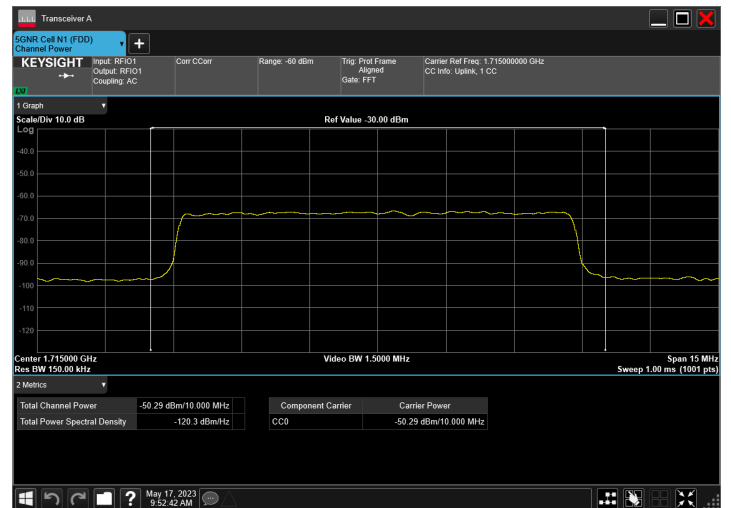 Transceiver A
5GNR Cell N1 (FDD)
Channel Power
KEYSIGHT
Input: RFIO1
Output: RFIO1
Coupling: AC
Corr CCorr
Range: -60 dBm
Trig: Prot Frame
Aligned
Gate: FFT
Carrier Ref Freq: 1.715000000 GHz
CC Info: Uplink, 1 CC
LXI
1 Graph
Scale/Div 10.0 dB
Ref Value -30.00 dBm
Log
-40.0
-50.0
-60.0
-70.0
-80.0
-90.0
-100
-110
-120
Center 1.715000 GHz
Video BW 1.5000 MHz
Span 15 MHz
Res BW 150.00 kHz
Sweep 1.00 ms (1001 pts)
2 Metrics
Total Channel Power -50.29 dBm/10.000 MHz
Total Power Spectral Density -120.3 dBm/Hz
Component Carrier Carrier Power
CC0 -50.29 dBm/10.000 MHz
?
May 17, 2023
9:52:42 AM